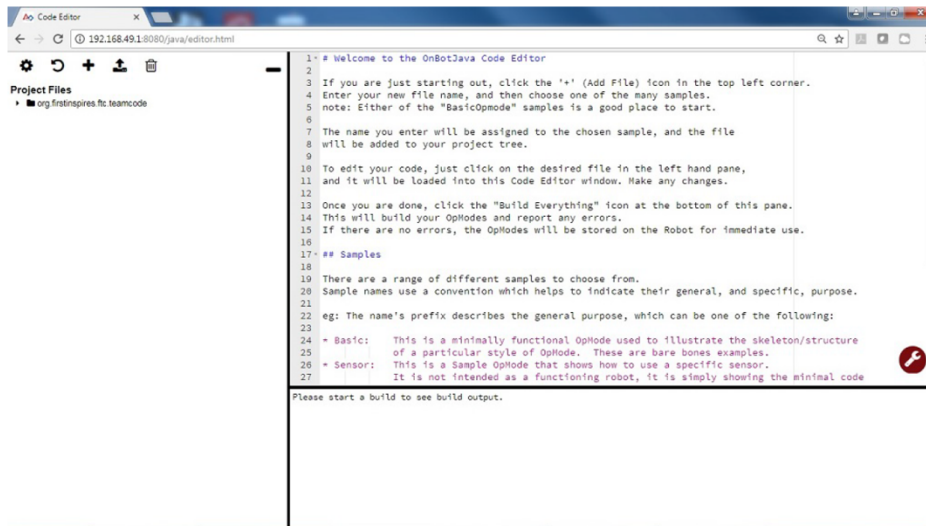 Code Editor
192.168.49.1:8080/java/editor.html
Project Files
org.firstinspires.ftc.teamcode
1 # Welcome to the OnBotJava Code Editor
2
3 If you are just starting out, click the '+' (Add File) icon in the top left corner.
4 Enter your new file name, and then choose one of the many samples.
5 note: Either of the "BasicOpmode" samples is a good place to start.
6
7 The name you enter will be assigned to the chosen sample, and the file
8 will be added to your project tree.
9
10 To edit your code, just click on the desired file in the left hand pane,
11 and it will be loaded into this Code Editor window. Make any changes.
12
13 Once you are done, click the "Build Everything" icon at the bottom of this pane.
14 This will build your OpModes and report any errors.
15 If there are no errors, the OpModes will be stored on the Robot for immediate use.
16
17 ## Samples
18
19 There are a range of different samples to choose from.
20 Sample names use a convention which helps to indicate their general, and specific, purpose.
21
22 eg: The name's prefix describes the general purpose, which can be one of the following:
23
24 * Basic: This is a minimally functional OpMode used to illustrate the skeleton/structure
25 of a particular style of OpMode. These are bare bones examples.
26 * Sensor: This is a Sample OpMode that shows how to use a specific sensor.
27 It is not intended as a functioning robot, it is simply showing the minimal code
Please start a build to see build output.